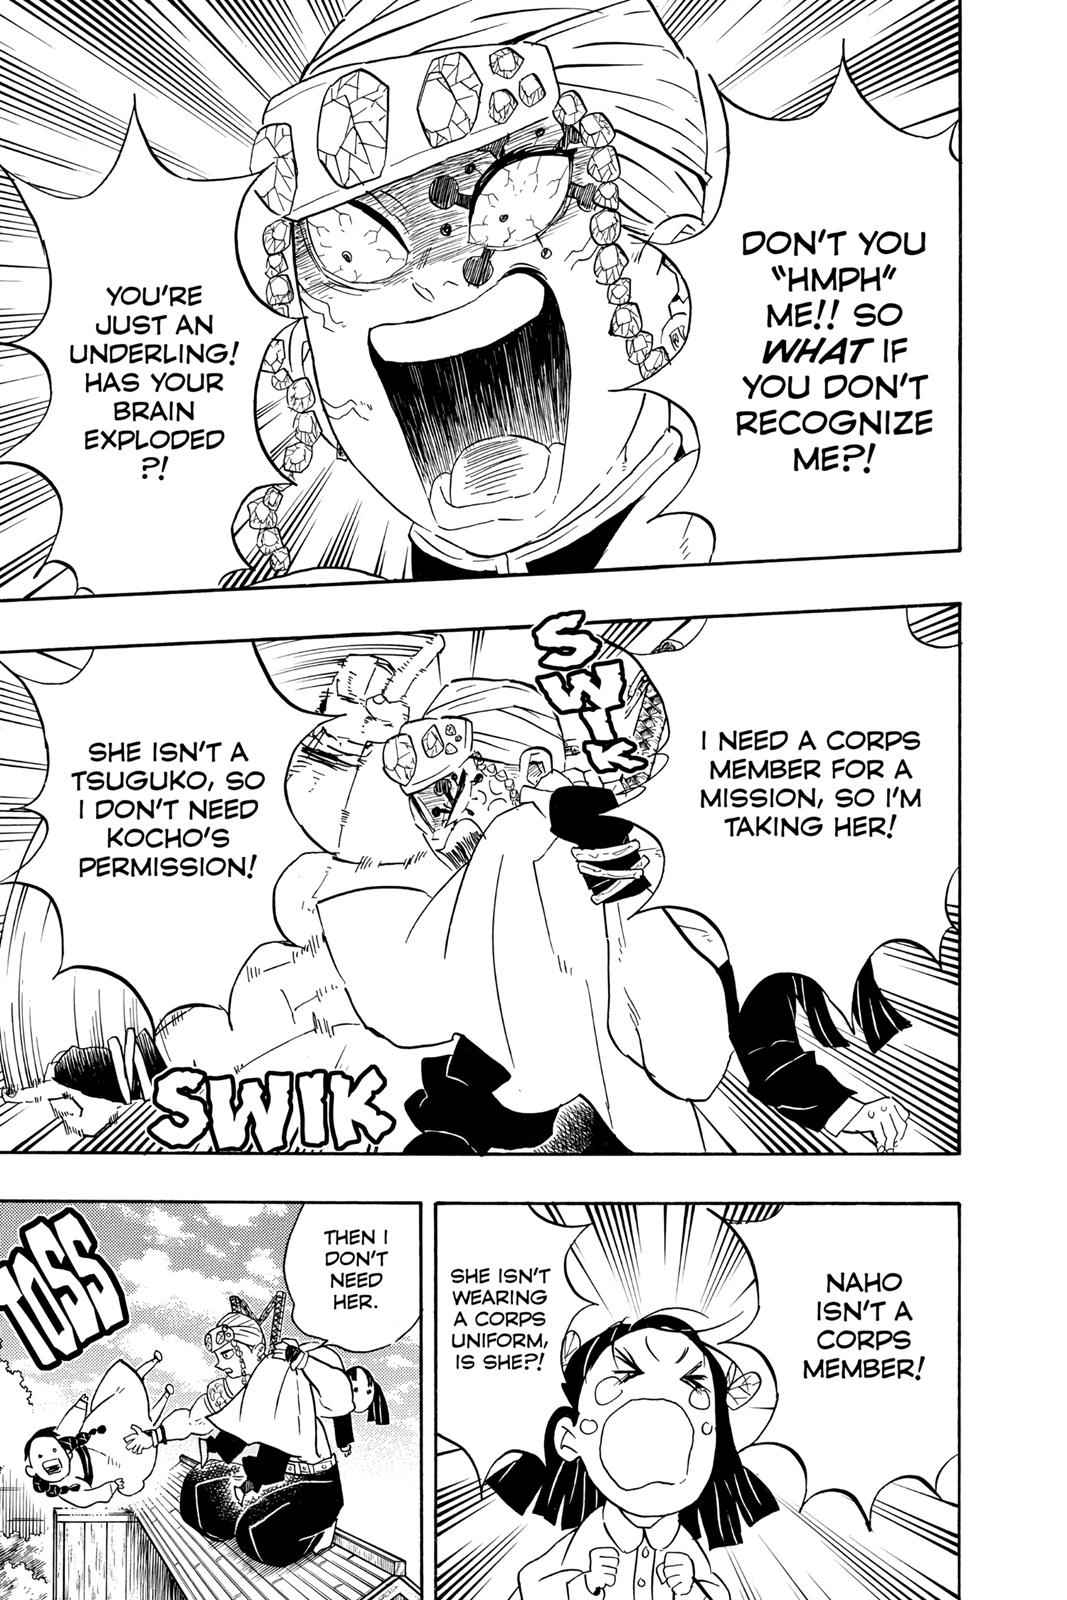 DON'T YOU
"HMPH"
ME!! SO
WHAT IF
YOU DON'T
RECOGNIZE
ME?!
YOU'RE
JUST AN
UNDERLING!
HAS YOUR
BRAIN
EXPLODED
?!
SWIK
I NEED A CORPS
MEMBER FOR A
MISSION, SO I'M
TAKING HER!
SHE ISN'T A
TSUGUKO, SO
I DON'T NEED
KOCHO'S
PERMISSION!
SWIK
NAHO
ISN'T A
CORPS
MEMBER!
SHE ISN'T
WEARING
A CORPS
UNIFORM,
IS SHE?!
THEN I
DON'T
NEED
HER.
TOSS